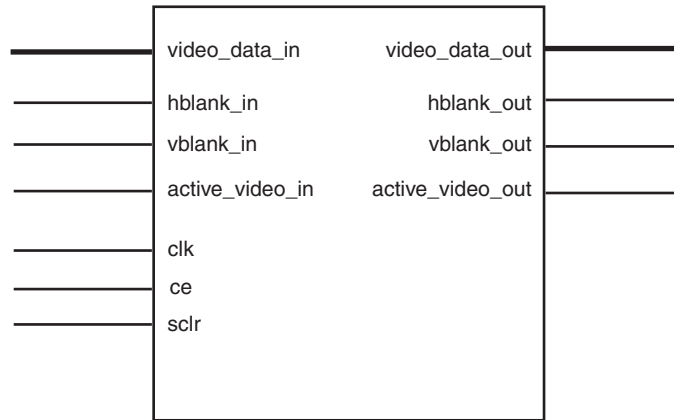 video_data_in video_data_out
hblank_in hblank_out
vblank_in vblank_out
active_video_in active_video_out
clk
ce
sclr